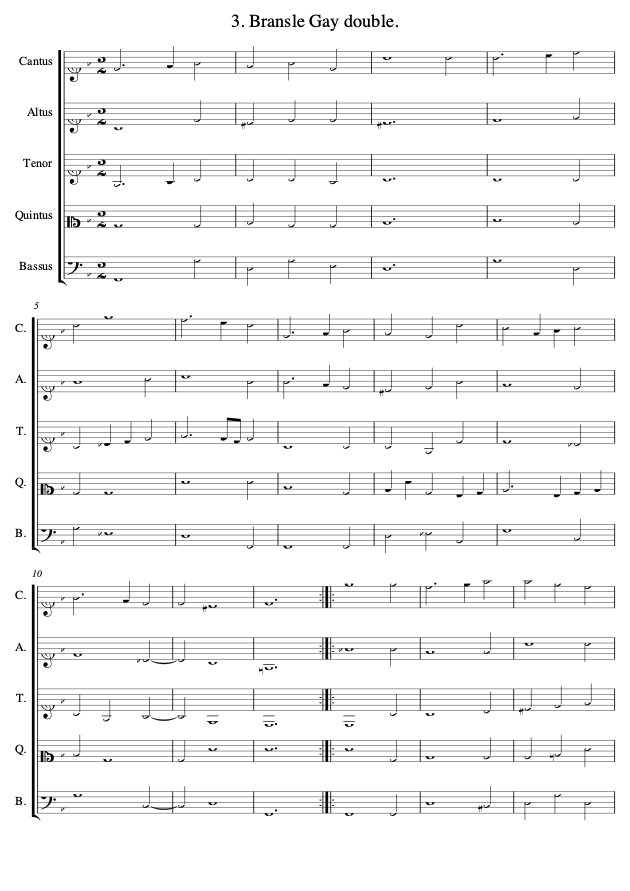 3. Bransle Gay double.
Cantus
Altus
Tenor
Quintus
Bassus
5
C.
A.
T.
Q.
B.
10
C.
A.
T.
Q.
B.